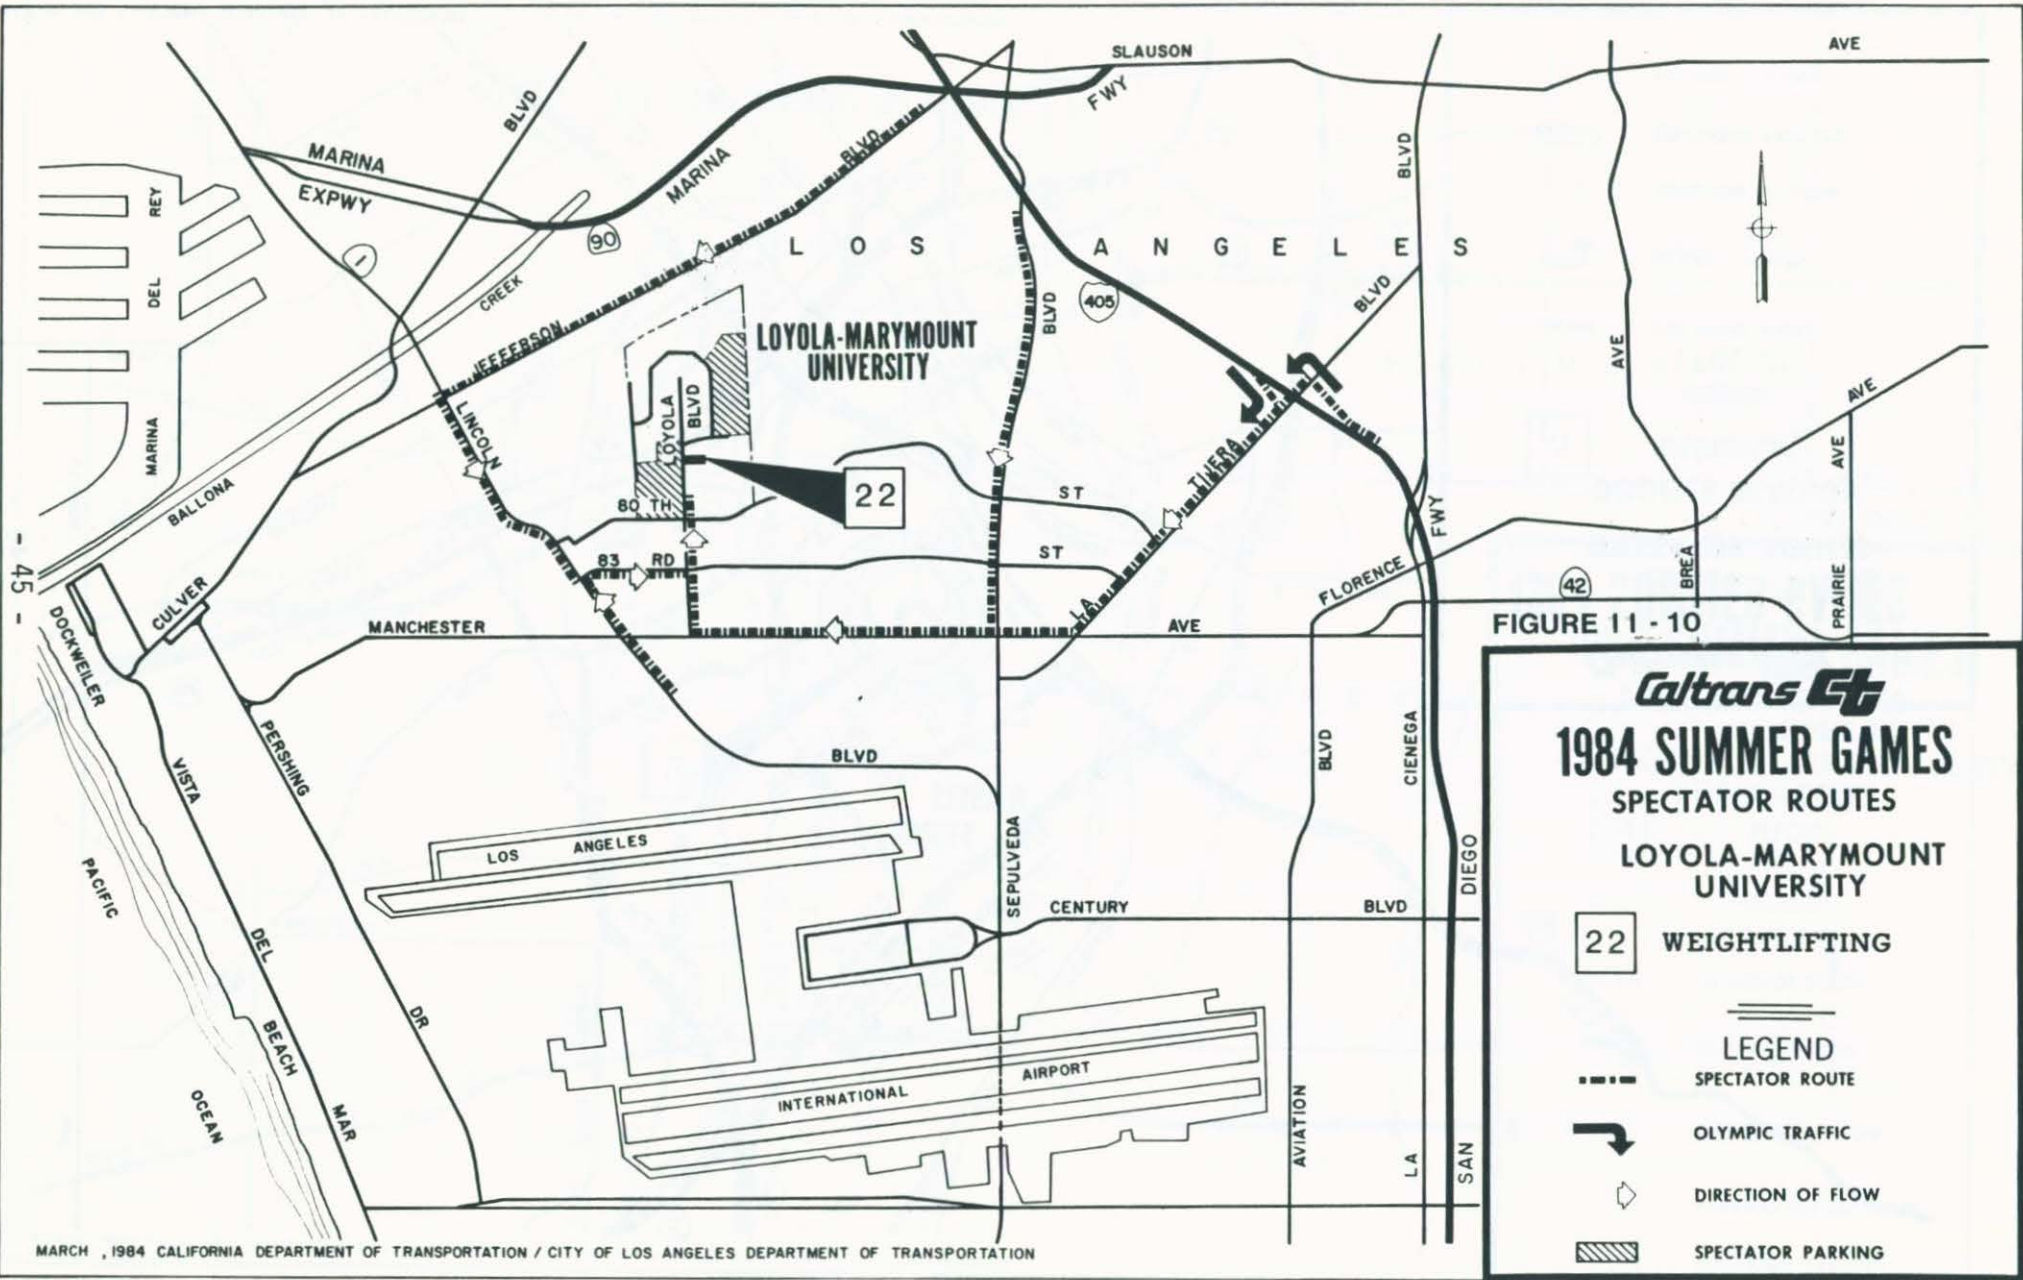 SLAUSON AVE
FWY
BLVD
MARINA
EXPWY
MARINA
BLVD
BLVD
90
1
MARINA DEL REY
CREEK
BALLONA
LOS ANGELES
405
BLVD
BLVD
JEFFERSON
LOYOLA-MARYMOUNT
UNIVERSITY
LOYOLA BLVD
LINCOLN
22
80 TH
ST
83 RD
ST
LA TIJERA
AVE
AVE
AVE
FWY
FLORENCE
42
BREA
PRAIRIE
MANCHESTER
AVE
CULVER
DOCKWEILER
BEACH
VISTA
DEL
MAR
PERSHING
DR
PACIFIC
OCEAN
BLVD
LOS ANGELES
INTERNATIONAL AIRPORT
SEPULVEDA
CENTURY BLVD
BLVD
AVIATION
CIENEGA
LA
DIEGO
SAN
- 45 -
FIGURE 11 - 10
Caltrans Ct
1984 SUMMER GAMES
SPECTATOR ROUTES
LOYOLA-MARYMOUNT
UNIVERSITY
22 WEIGHTLIFTING
LEGEND
SPECTATOR ROUTE
OLYMPIC TRAFFIC
DIRECTION OF FLOW
SPECTATOR PARKING
MARCH , 1984 CALIFORNIA DEPARTMENT OF TRANSPORTATION / CITY OF LOS ANGELES DEPARTMENT OF TRANSPORTATION